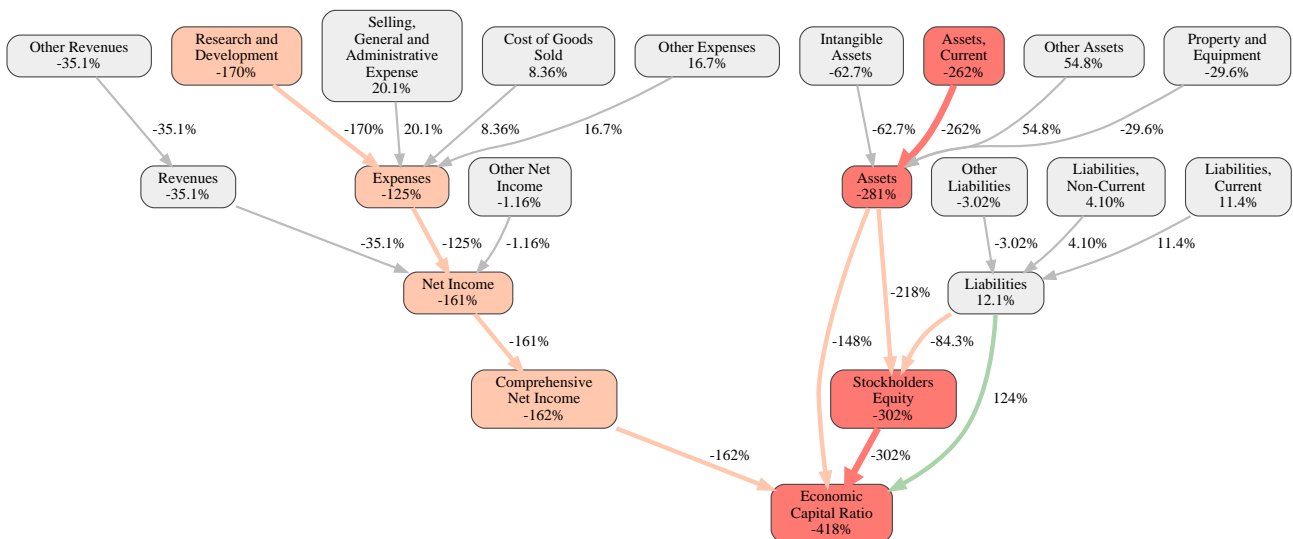 Other Revenues
-35.1%
Research and
Development
-170%
Selling,
General and
Administrative
Expense
20.1%
Cost of Goods
Sold
8.36%
Other Expenses
16.7%
Intangible
Assets
-62.7%
Assets,
Current
-262%
Other Assets
54.8%
Property and
Equipment
-29.6%
-35.1%
-170%
20.1%
8.36%
16.7%
-62.7%
-262%
54.8%
-29.6%
Revenues
-35.1%
Expenses
-125%
Other Net
Income
-1.16%
Assets
-281%
Other
Liabilities
-3.02%
Liabilities,
Non-Current
4.10%
Liabilities,
Current
11.4%
-35.1%
-125%
-1.16%
-3.02%
4.10%
11.4%
Net Income
-161%
-218%
Liabilities
12.1%
-161%
-148%
-84.3%
Comprehensive
Net Income
-162%
Stockholders
Equity
-302%
124%
-162%
-302%
Economic
Capital Ratio
-418%